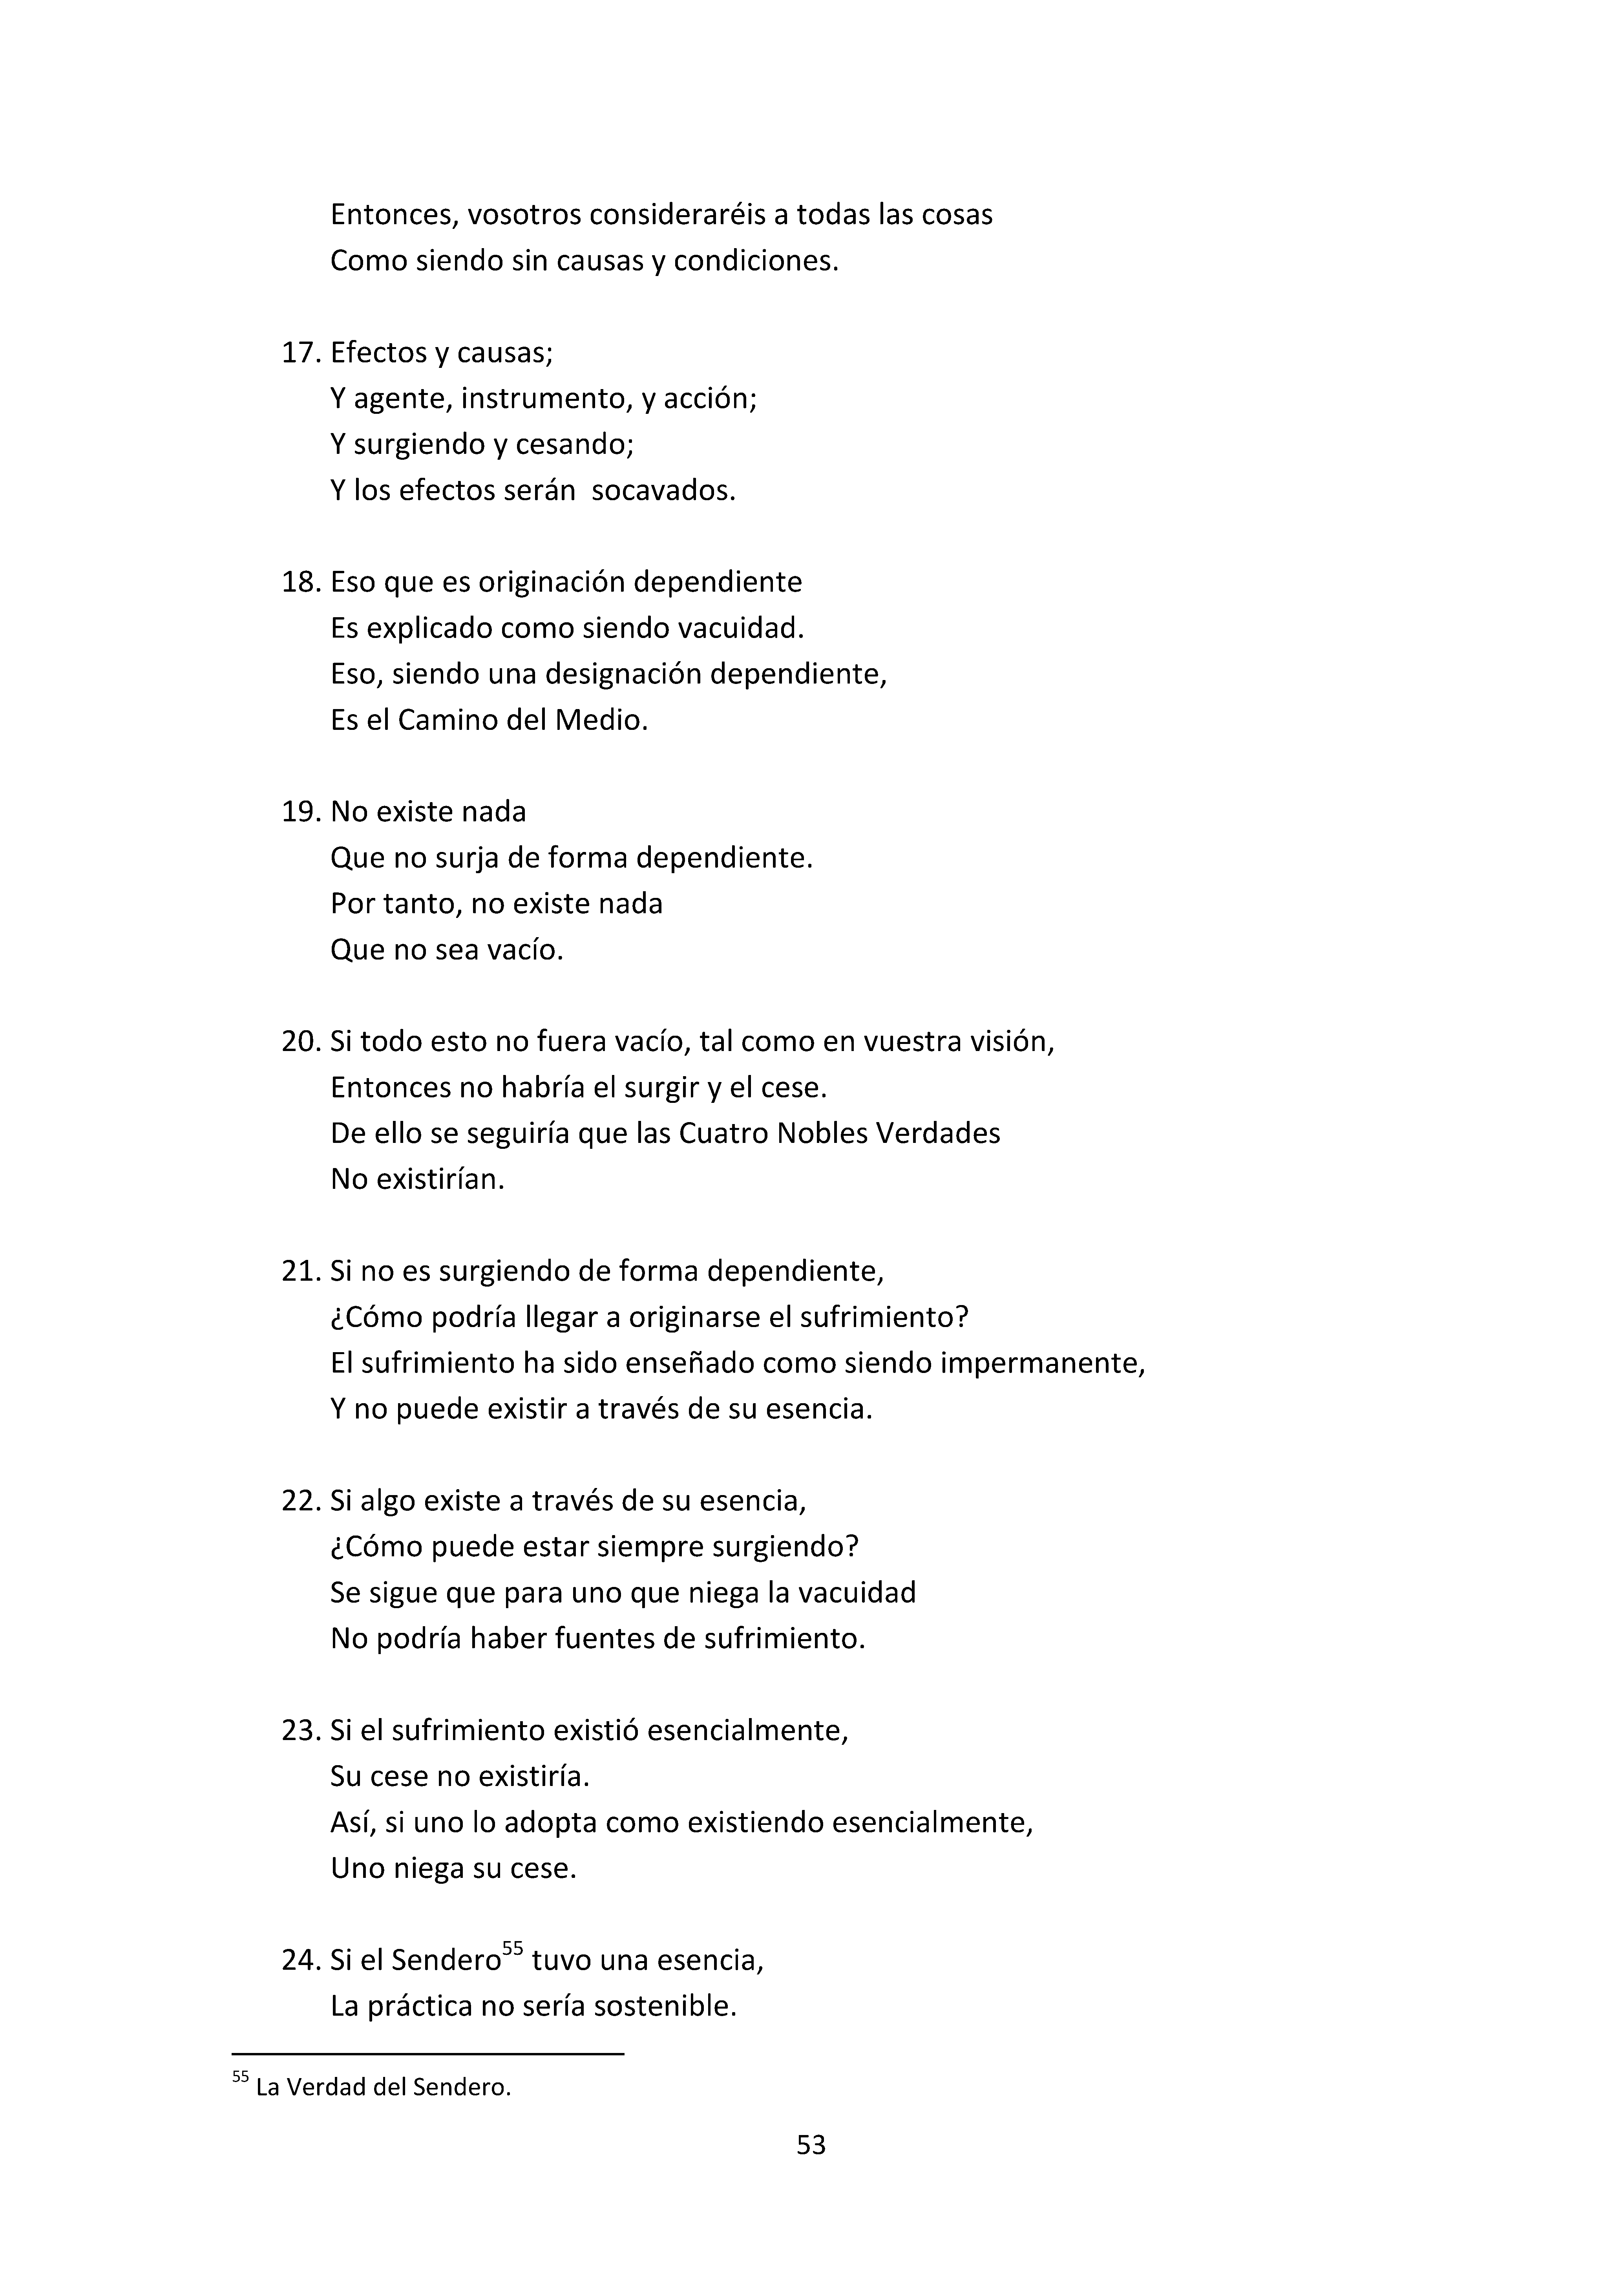 Entonces, vosotros consideraréis a todas las cosas
Como siendo sin causas y condiciones.
17. Efectos y causas;
Y agente, instrumento, y acción;
Y surgiendo y cesando;
Y los efectos serán  socavados.
18. Eso que es originación dependiente
Es explicado como siendo vacuidad.
Eso, siendo una designación dependiente,
Es el Camino del Medio.
19. No existe nada
Que no surja de forma dependiente.
Por tanto, no existe nada
Que no sea vacío.
20. Si todo esto no fuera vacío, tal como en vuestra visión,
Entonces no habría el surgir y el cese.
De ello se seguiría que las Cuatro Nobles Verdades
No existirían.
21. Si no es surgiendo de forma dependiente,
¿Cómo podría llegar a originarse el sufrimiento?
El sufrimiento ha sido enseñado como siendo impermanente,
Y no puede existir a través de su esencia.
22. Si algo existe a través de su esencia,
¿Cómo puede estar siempre surgiendo?
Se sigue que para uno que niega la vacuidad
No podría haber fuentes de sufrimiento.
23. Si el sufrimiento existió esencialmente,
Su cese no existiría.
Así, si uno lo adopta como existiendo esencialmente,
Uno niega su cese.
24. Si el Sendero55 tuvo una esencia,
La práctica no sería sostenible.
55 La Verdad del Sendero.
53